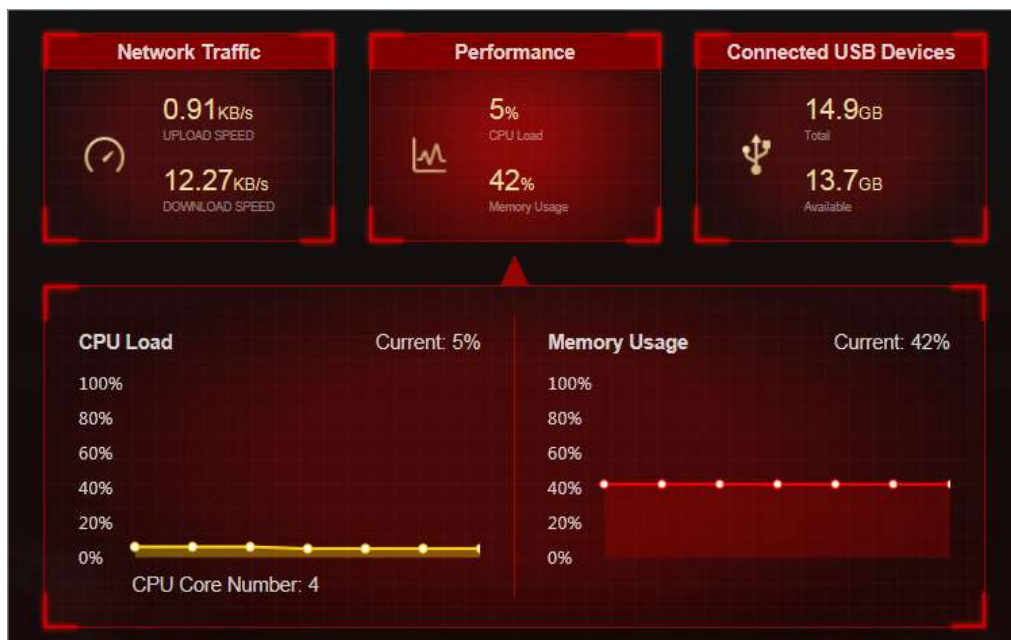 Network Traffic
0.91KB/s
UPLOAD SPEED
12.27KB/s
DOWNLOAD SPEED
Performance
5%
CPU Load
42%
Memory Usage
Connected USB Devices
14.9GB
Total
13.7GB
Available
CPU Load
Current: 5%
100%
80%
60%
40%
20%
0%
CPU Core Number: 4
Memory Usage
Current: 42%
100%
80%
60%
40%
20%
0%